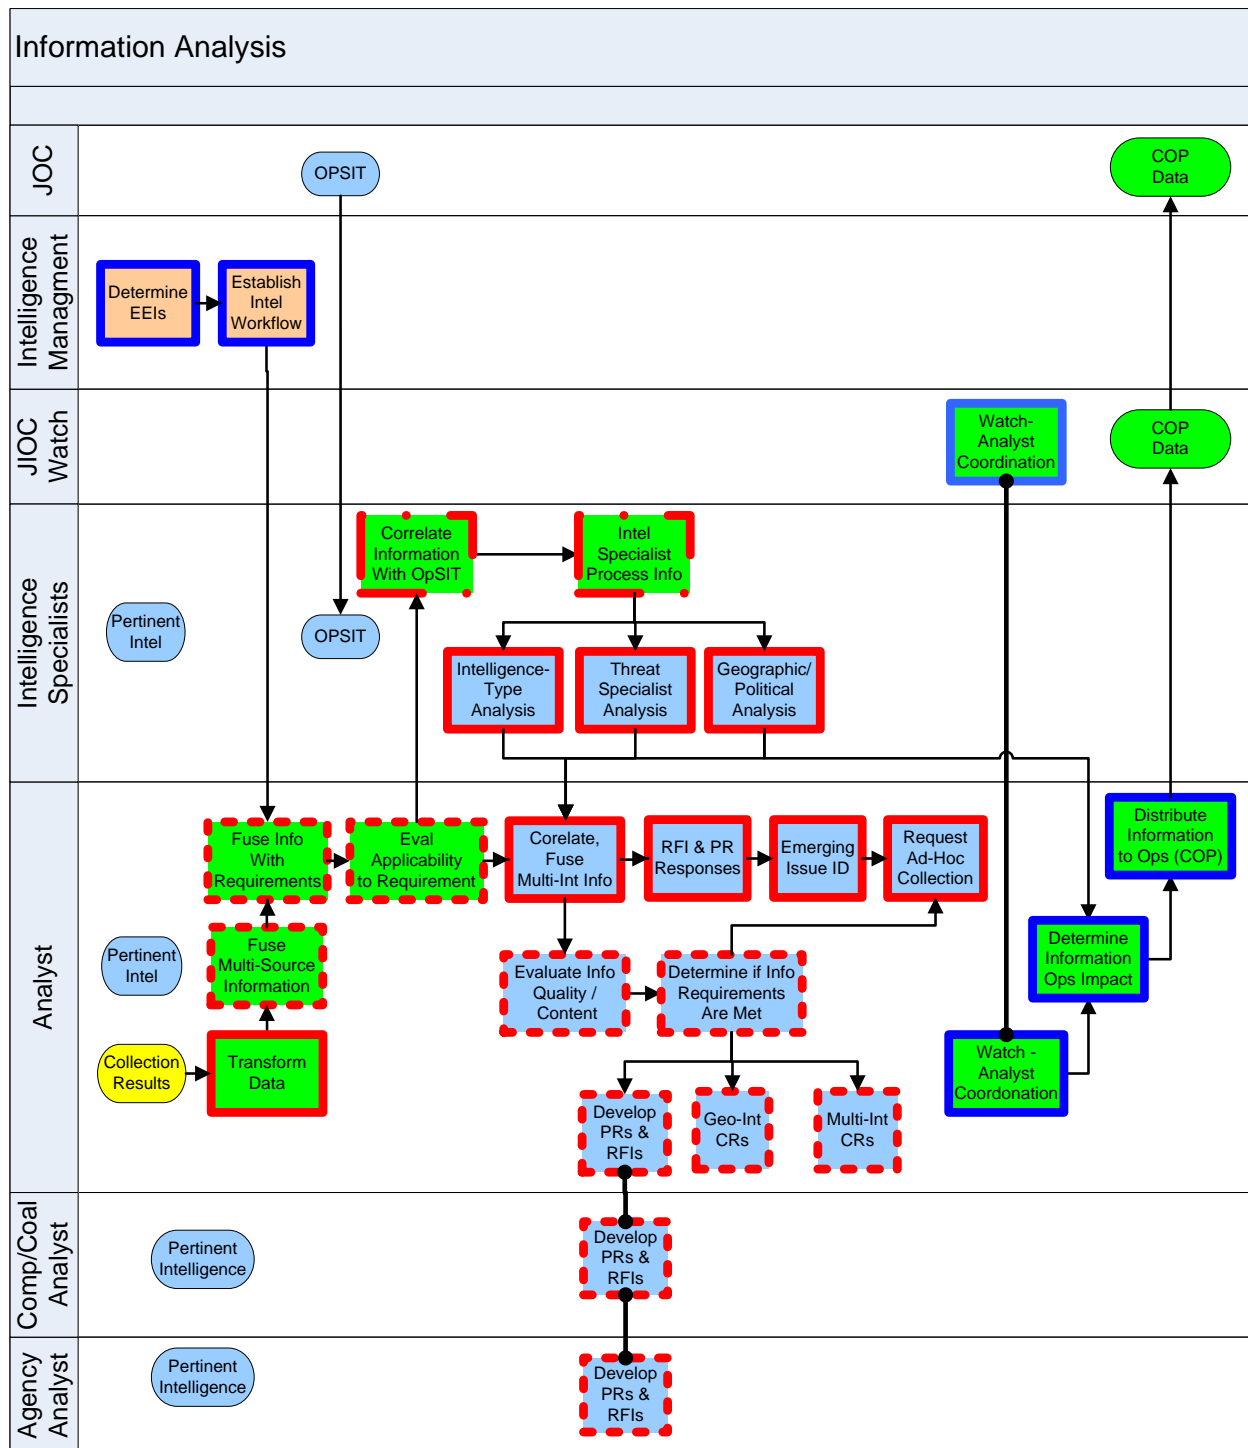 Information Analysis
JOC
OPSIT
COP
Data
Intelligence
Managment
Determine
EEIs
Establish
Intel
Workflow
JIOC
Watch
Watch-
Analyst
Coordination
COP
Data
Intelligence
Specialists
Correlate
Information
With OpSIT
Intel
Specialist
Process Info
Pertinent
Intel
OPSIT
Intelligence-
Type
Analysis
Threat
Specialist
Analysis
Geographic/
Political
Analysis
Analyst
Distribute
Information
to Ops (COP)
Fuse Info
With
Requirements
Eval
Applicability
to Requirement
Corelate,
Fuse
Multi-Int Info
RFI & PR
Responses
Emerging
Issue ID
Request
Ad-Hoc
Collection
Pertinent
Intel
Fuse
Multi-Source
Information
Evaluate Info
Quality /
Content
Determine if Info
Requirements
Are Met
Determine
Information
Ops Impact
Collection
Results
Transform
Data
Watch -
Analyst
Coordonation
Develop
PRs &
RFIs
Geo-Int
CRs
Multi-Int
CRs
Comp/Coal
Analyst
Pertinent
Intelligence
Develop
PRs &
RFIs
Agency
Analyst
Pertinent
Intelligence
Develop
PRs &
RFIs